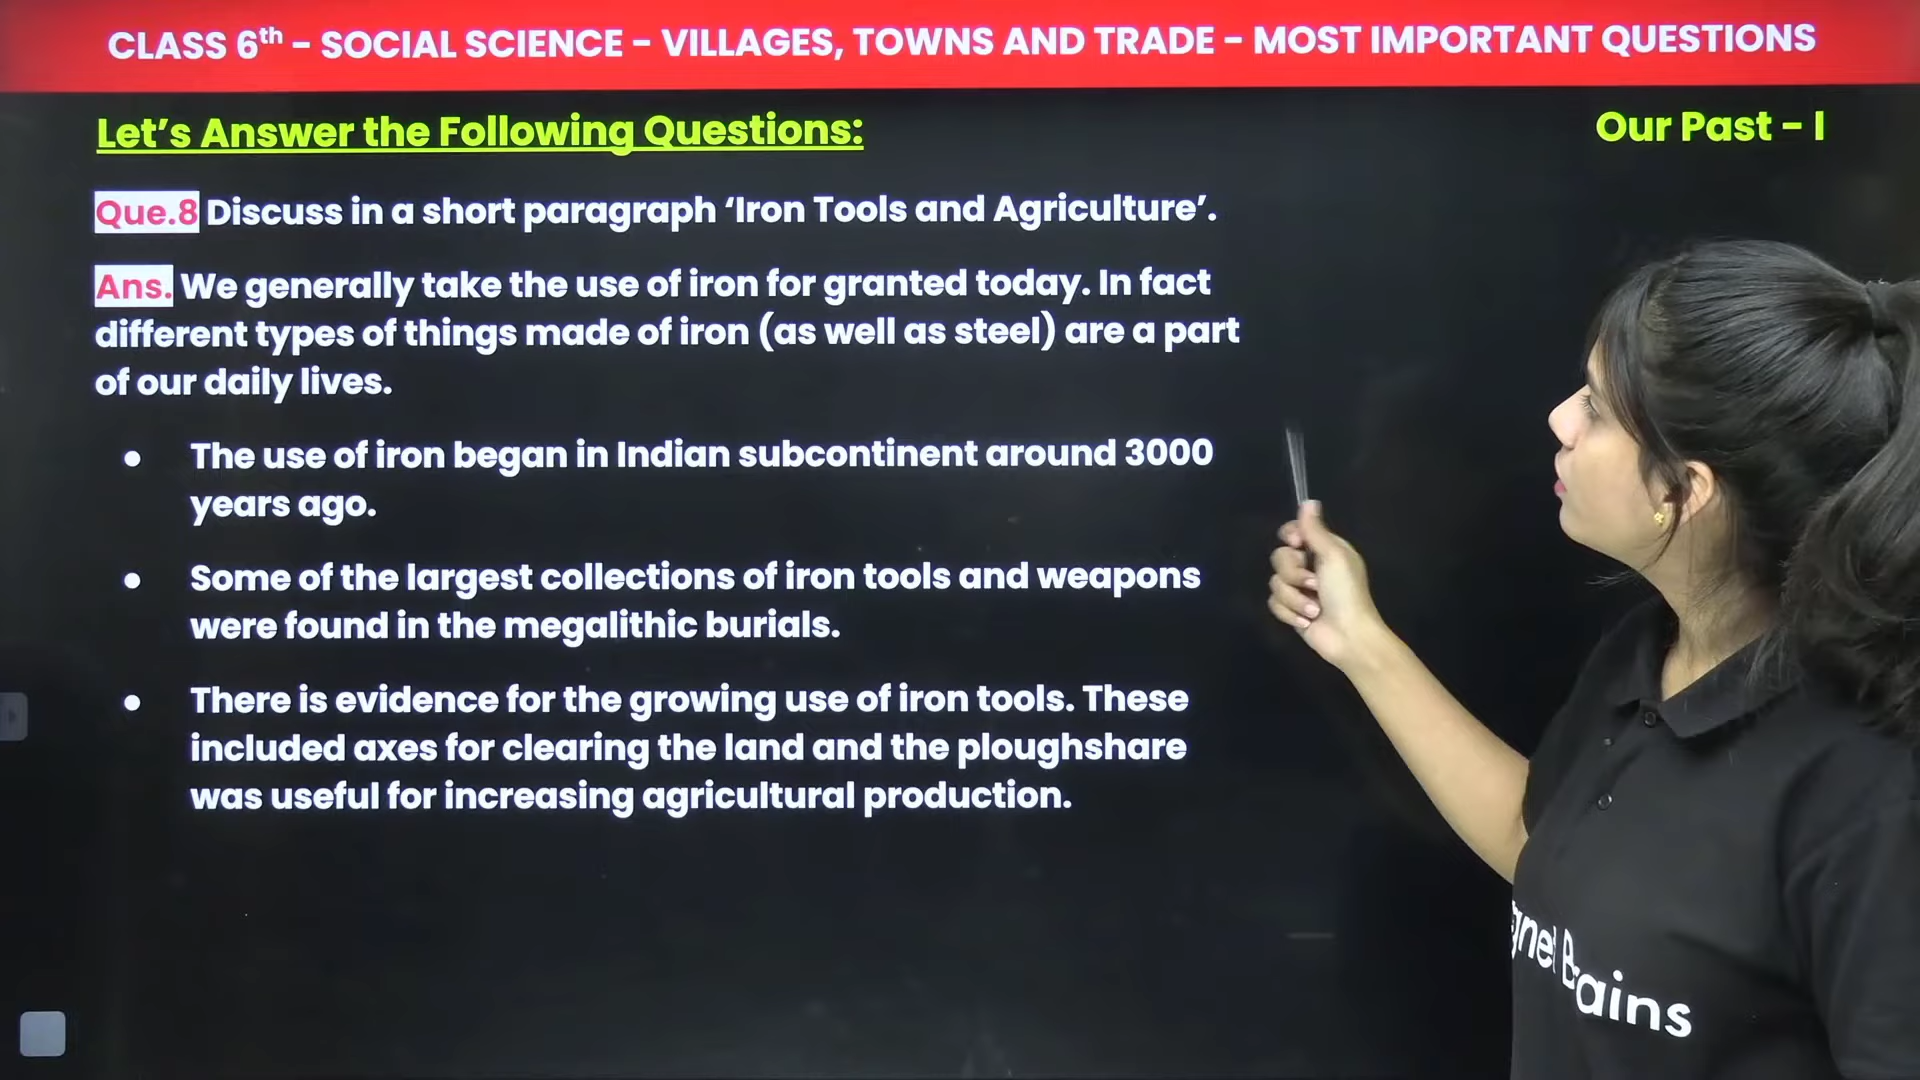 CLASS 6th - SOCIAL SCIENCE - VILLAGES, TOWNS AND TRADE - MOST IMPORTANT QUESTIONS
Let's Answer the Following Questions:
Our Past - I
Que.8 Discuss in a short paragraph 'Iron Tools and Agriculture'.
Ans. We generally take the use of iron for granted today. In fact
different types of things made of iron (as well as steel) are a part
of our daily lives.
● The use of iron began in Indian subcontinent around 3000
years ago.
● Some of the largest collections of iron tools and weapons
were found in the megalithic burials.
● There is evidence for the growing use of iron tools. These
included axes for clearing the land and the ploughshare
was useful for increasing agricultural production.
gnet Brains